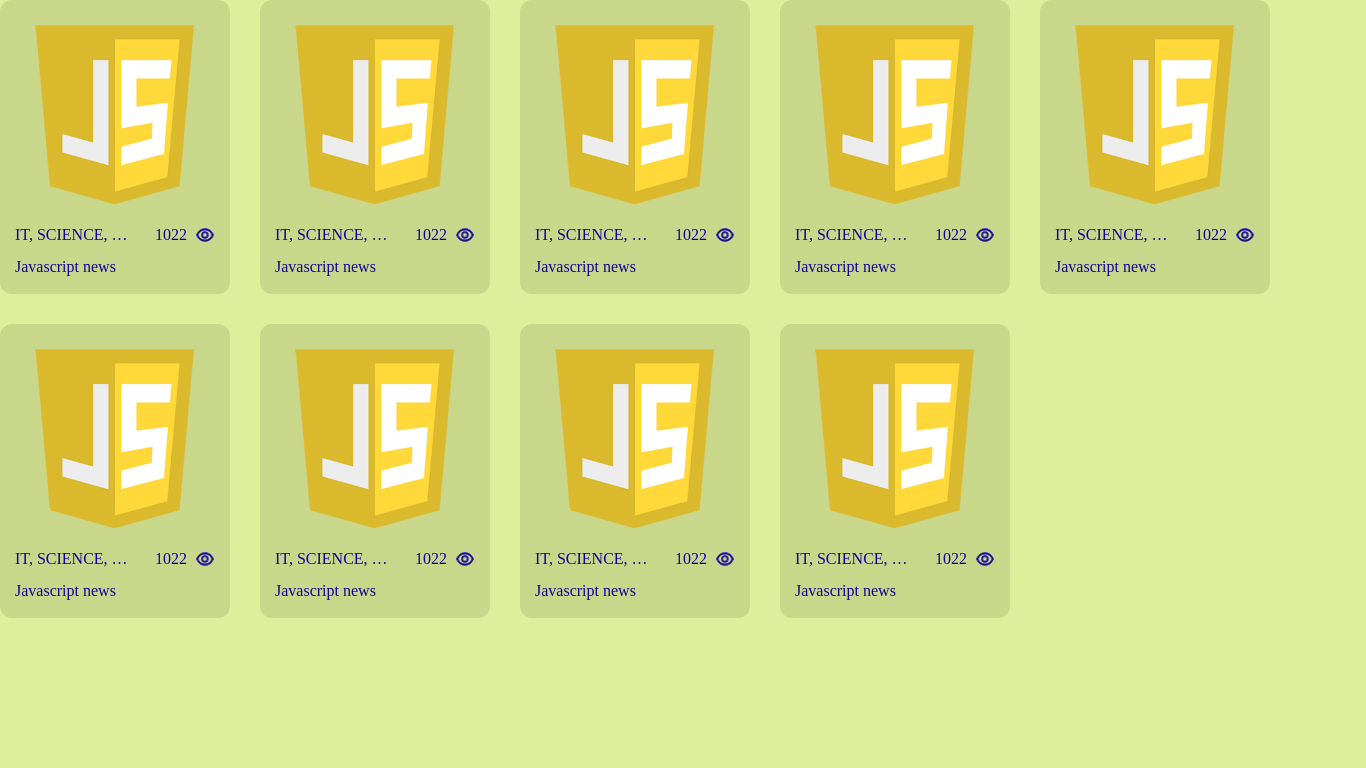 JS JS JS JS JS
IT, SCIENCE, … 1022 IT, SCIENCE, … 1022 IT, SCIENCE, … 1022 IT, SCIENCE, … 1022 IT, SCIENCE, … 1022
Javascript news Javascript news Javascript news Javascript news Javascript news
JS JS JS JS
IT, SCIENCE, … 1022 IT, SCIENCE, … 1022 IT, SCIENCE, … 1022 IT, SCIENCE, … 1022
Javascript news Javascript news Javascript news Javascript news